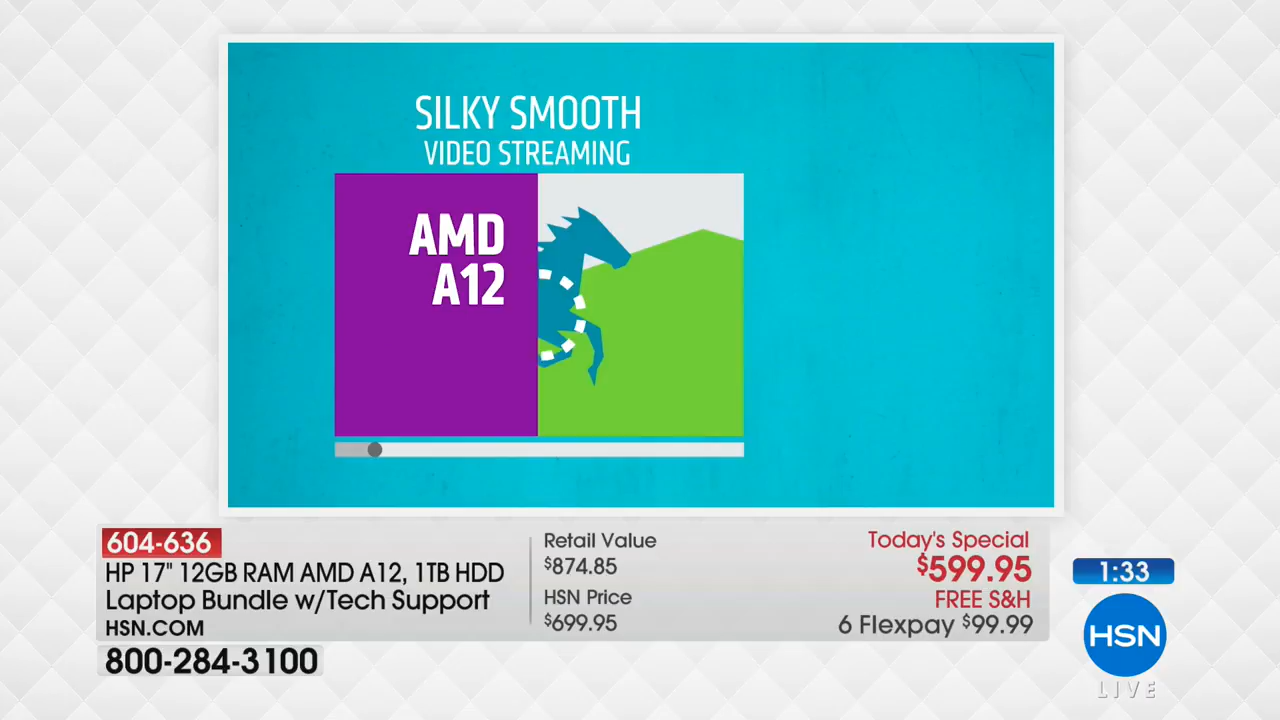 SILKY SMOOTH
VIDEO STREAMING
AMD
A12
604-636
HP 17" 12GB RAM AMD A12, 1TB HDD
Laptop Bundle w/Tech Support
HSN.COM
800-284-3100
Retail Value
$874.85
HSN Price
$699.95
Today's Special
$599.95
FREE S&H
6 Flexpay $99.99
1:33
HSN
LIVE